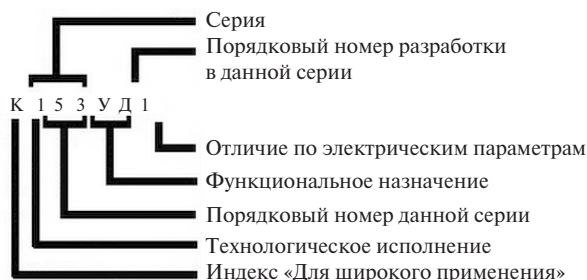 Серия
Порядковый номер разработки
в данной серии
К 1 5 3 У Д 1
Отличие по электрическим параметрам
Функциональное назначение
Порядковый номер данной серии
Технологическое исполнение
Индекс «Для широкого применения»